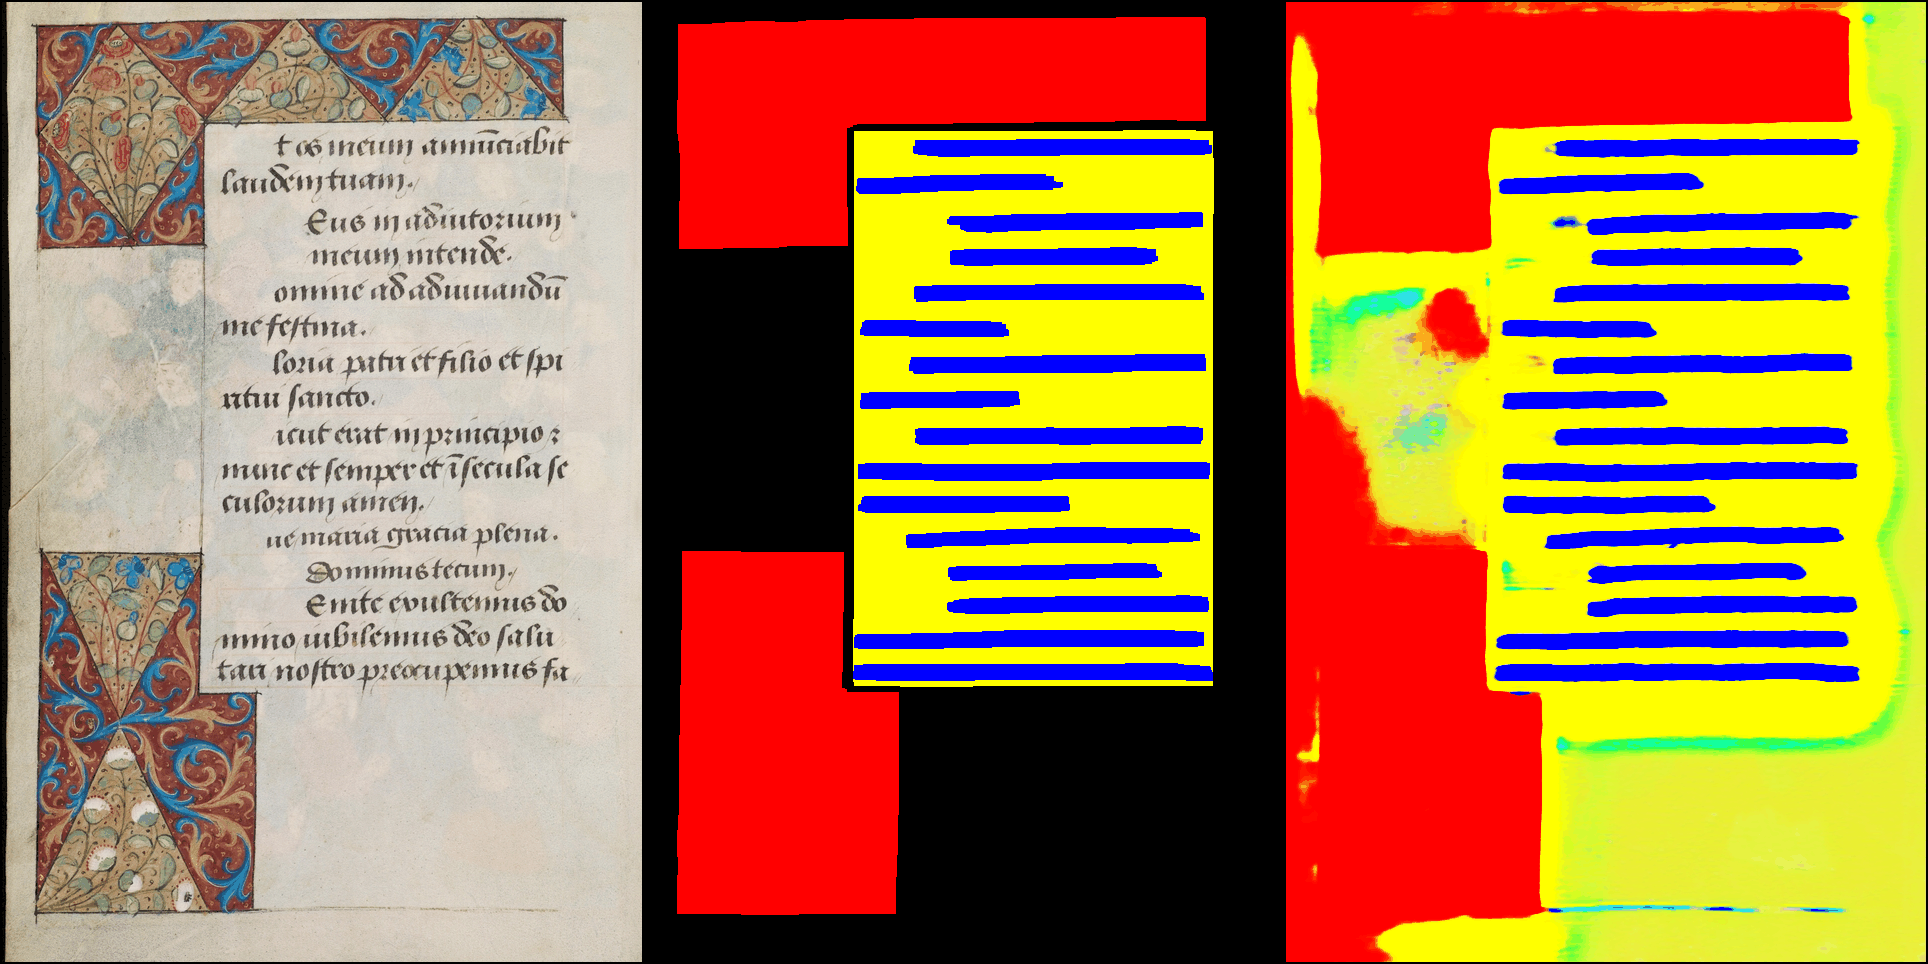 t os meum annūciabit
laudem tuam.
Eus in adiutorium
meum intende.
omine ad adiuuandū
me festina.
loria patri et filio et spi
ritui sancto.
icut erat in principio ꝛ
nunc et semper et ī secula se
culorum amen.
ue maria gracia plena.
Dominus tecum.
Enite exultemus do
mino iubilemus deo salu
tari nostro preocupemus fa